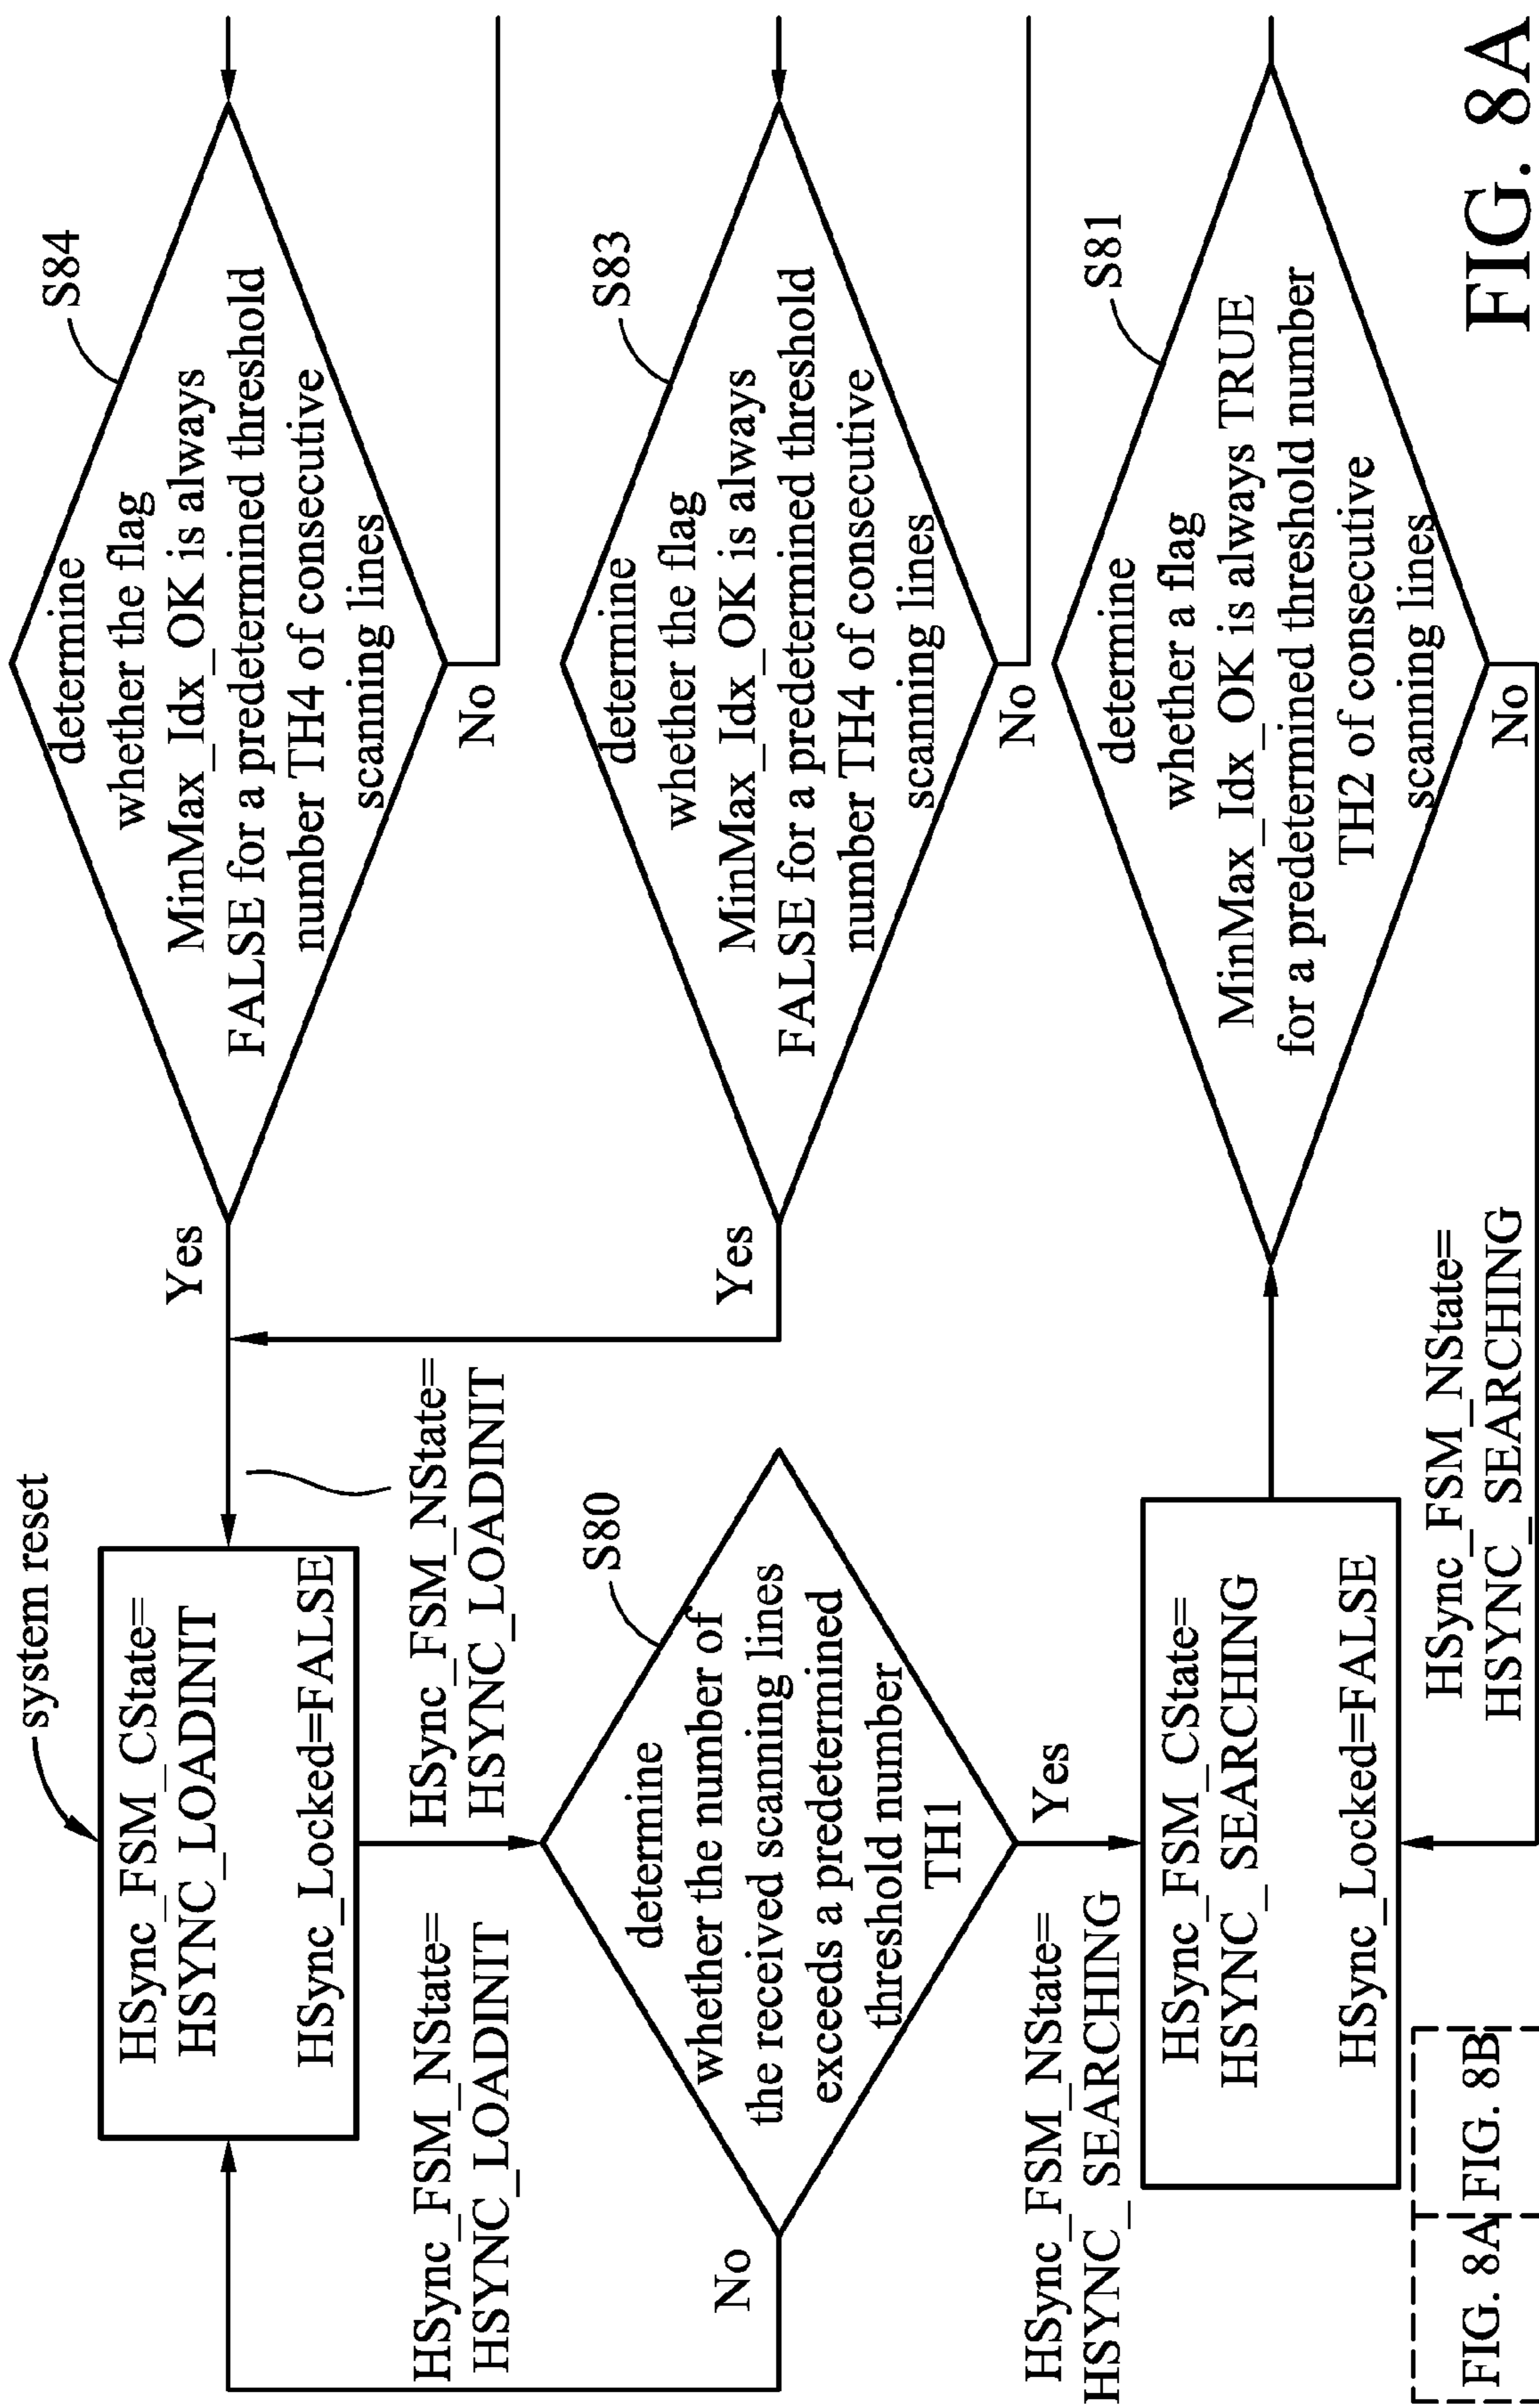 system reset
HSync_FSM_CState=
HSYNC_LOADINIT
HSync_Locked=FALSE
HSync_FSM_NState=
HSYNC_LOADINIT
HSync_FSM_NState=
HSYNC_LOADINIT
S80
determine
whether the number of
the received scanning lines
exceeds a predetermined
threshold number
TH1
No
Yes
HSync_FSM_NState=
HSYNC_SEARCHING
HSync_FSM_CState=
HSYNC_SEARCHING
HSync_Locked=FALSE
HSync_FSM_NState=
HSYNC_SEARCHING
Yes
S84
determine
whether the flag
MinMax_Idx_OK is always
FALSE for a predetermined threshold
number TH4 of consecutive
scanning lines
No
Yes
S83
determine
whether the flag
MinMax_Idx_OK is always
FALSE for a predetermined threshold
number TH4 of consecutive
scanning lines
No
S81
determine
whether a flag
MinMax_Idx_OK is always TRUE
for a predetermined threshold number
TH2 of consecutive
scanning lines
No
FIG. 8A FIG. 8B
FIG. 8A